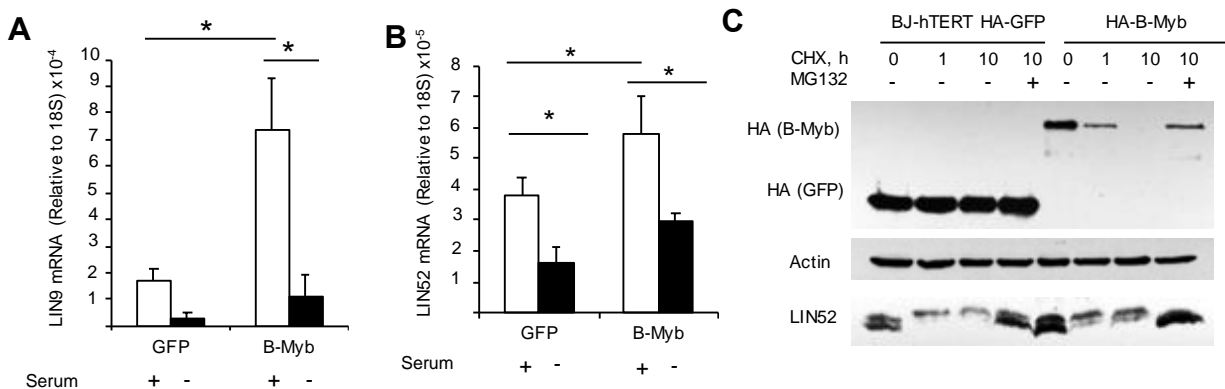 A
LIN9 mRNA (Relative to 18S) x10-4
10
9
8
7
6
5
4
3
2
1
*
*
GFP
B-Myb
Serum
+ - + -
B
LIN52 mRNA (Relative to 18S) x10-5
8
7
6
5
4
3
2
1
*
*
*
GFP
B-Myb
Serum
+ - + -
C
BJ-hTERT HA-GFP HA-B-Myb
CHX, h 0 1 10 10 0 1 10 10
MG132 - - - + - - - +
HA (B-Myb)
HA (GFP)
Actin
LIN52